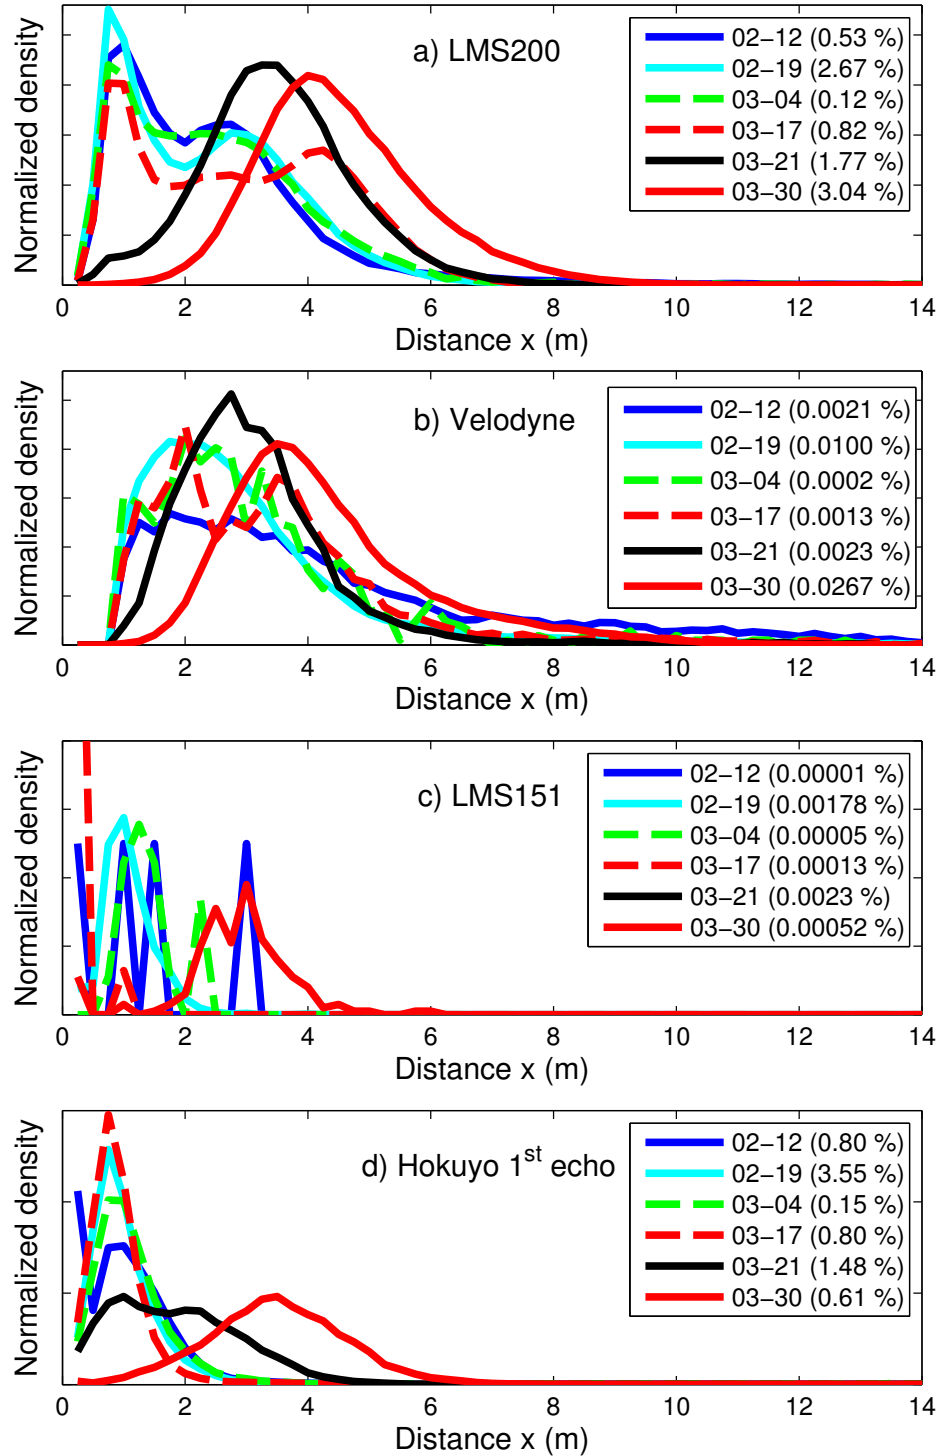 Normalized density
a) LMS200
02−12 (0.53 %)
02−19 (2.67 %)
03−04 (0.12 %)
03−17 (0.82 %)
03−21 (1.77 %)
03−30 (3.04 %)
0 2 4 6 8 10 12 14
Distance x (m)
Normalized density
b) Velodyne
02−12 (0.0021 %)
02−19 (0.0100 %)
03−04 (0.0002 %)
03−17 (0.0013 %)
03−21 (0.0023 %)
03−30 (0.0267 %)
0 2 4 6 8 10 12 14
Distance x (m)
Normalized density
c) LMS151
02−12 (0.00001 %)
02−19 (0.00178 %)
03−04 (0.00005 %)
03−17 (0.00013 %)
03−21 (0.0023 %)
03−30 (0.00052 %)
0 2 4 6 8 10 12 14
Distance x (m)
Normalized density
d) Hokuyo 1st echo
02−12 (0.80 %)
02−19 (3.55 %)
03−04 (0.15 %)
03−17 (0.80 %)
03−21 (1.48 %)
03−30 (0.61 %)
0 2 4 6 8 10 12 14
Distance x (m)